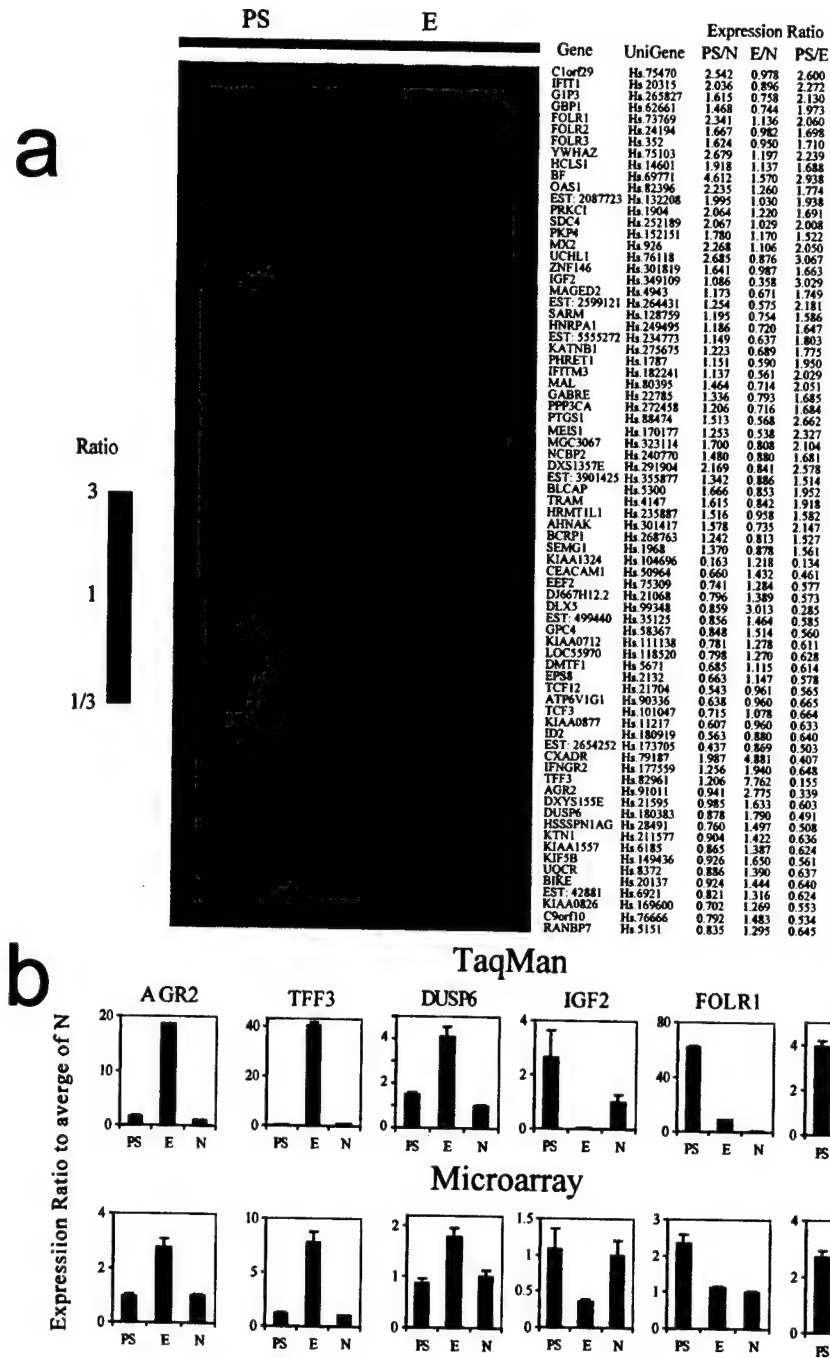 PS E
a
Expression Ratio
Gene UniGene PS/N E/N PS/E
C1orf29 Hs.75470 2.542 0.978 2.600
IFIT1 Hs.20315 2.036 0.896 2.272
G1P3 Hs.265827 1.615 0.758 2.130
GBP1 Hs.62661 1.468 0.744 1.973
FOLR1 Hs.73769 2.341 1.136 2.060
FOLR2 Hs.24194 1.667 0.982 1.698
FOLR3 Hs.352 1.624 0.950 1.710
YWHAZ Hs.75103 2.679 1.197 2.239
HCLS1 Hs.14601 1.918 1.137 1.688
BF Hs.69771 4.612 1.570 2.938
OAS1 Hs.82396 2.235 1.260 1.774
EST: 2087723 Hs.132208 1.995 1.030 1.938
PRKC1 Hs.1904 2.064 1.220 1.691
SDC4 Hs.252189 2.067 1.029 2.008
PKP4 Hs.152151 1.780 1.170 1.522
MX2 Hs.926 2.268 1.106 2.050
UCHL1 Hs.76118 2.685 0.876 3.067
ZNF146 Hs.301819 1.641 0.987 1.663
IGF2 Hs.349109 1.086 0.358 3.029
MAGED2 Hs.4943 1.173 0.671 1.749
EST: 2599121 Hs.264431 1.254 0.575 2.181
SARM Hs.128759 1.195 0.754 1.586
HNRPA1 Hs.249495 1.186 0.720 1.647
EST: 5555272 Hs.234773 1.149 0.637 1.803
KATNB1 Hs.275675 1.223 0.689 1.775
PHRET1 Hs.1787 1.151 0.590 1.950
IFITM3 Hs.182241 1.137 0.561 2.029
MAL Hs.80395 1.464 0.714 2.051
GABRE Hs.22785 1.336 0.793 1.685
PPP3CA Hs.272458 1.206 0.716 1.684
PTGS1 Hs.88474 1.513 0.568 2.662
MEIS1 Hs.170177 1.253 0.538 2.327
MGC3067 Hs.323114 1.700 0.808 2.104
NCBP2 Hs.240770 1.480 0.880 1.681
DXS1357E Hs.291904 2.169 0.841 2.578
EST: 3901425 Hs.355877 1.342 0.886 1.514
BLCAP Hs.5300 1.666 0.853 1.952
TRAM Hs.4147 1.615 0.842 1.918
HRMT1L1 Hs.235887 1.516 0.958 1.582
AHNAK Hs.301417 1.578 0.735 2.147
BCRP1 Hs.268763 1.242 0.813 1.527
SEMG1 Hs.1968 1.370 0.878 1.561
KIAA1324 Hs.104696 0.163 1.218 0.134
CEACAM1 Hs.50964 0.660 1.432 0.461
EEF2 Hs.75309 0.741 1.284 0.577
DJ667H12.2 Hs.21068 0.796 1.389 0.573
DLX5 Hs.99348 0.859 3.013 0.285
EST: 499440 Hs.35125 0.856 1.464 0.585
GPC4 Hs.58367 0.848 1.514 0.560
KIAA0712 Hs.111138 0.781 1.278 0.611
LOC55970 Hs.118520 0.798 1.270 0.628
DMTF1 Hs.5671 0.685 1.115 0.614
EPS8 Hs.2132 0.663 1.147 0.578
TCF12 Hs.21704 0.543 0.961 0.565
ATP6V1G1 Hs.90336 0.638 0.960 0.665
TCF3 Hs.101047 0.715 1.078 0.664
KIAA0877 Hs.11217 0.607 0.960 0.633
ID2 Hs.180919 0.563 0.880 0.640
EST: 2654252 Hs.173705 0.437 0.869 0.503
CXADR Hs.79187 1.987 4.881 0.407
IFNGR2 Hs.177559 1.256 1.940 0.648
TFF3 Hs.82961 1.206 7.762 0.155
AGR2 Hs.91011 0.941 2.775 0.339
DXYS155E Hs.21595 0.985 1.633 0.603
DUSP6 Hs.180383 0.878 1.790 0.491
HSSSPN1AG Hs.28491 0.760 1.497 0.508
KTN1 Hs.211577 0.904 1.422 0.636
KIAA1557 Hs.6185 0.865 1.387 0.624
KIF5B Hs.149436 0.926 1.650 0.561
UQCR Hs.8372 0.886 1.390 0.637
BIKE Hs.20137 0.924 1.444 0.640
EST: 42881 Hs.6921 0.821 1.316 0.624
KIAA0826 Hs.169600 0.702 1.269 0.553
C9orf10 Hs.76666 0.792 1.483 0.534
RANBP7 Hs.5151 0.835 1.295 0.645
Ratio
3
1
1/3
b
TaqMan
AGR2 TFF3 DUSP6 IGF2 FOLR1
20 40 4 4 80 4
10 20 2 2 40 2
0 0 0 0 0 0
PS E N PS E N PS E N PS E N PS E N PS
Expressiion Ratio to averge of N
Microarray
4 10 2 1.5 3 4
2 5 1 1 2 2
0.5 1
0 0 0 0 0 0
PS E N PS E N PS E N PS E N PS E N PS